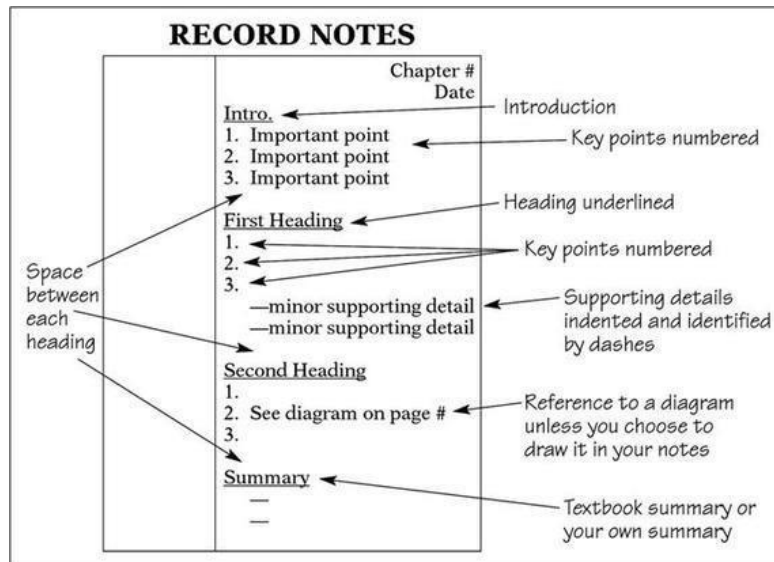 RECORD NOTES
Chapter #
Date
Intro.
Introduction
1. Important point
2. Important point
3. Important point
Key points numbered
First Heading
Heading underlined
1.
2.
3.
Key points numbered
Space
between
each
heading
—minor supporting detail
—minor supporting detail
Supporting details
indented and identified
by dashes
Second Heading
1.
2. See diagram on page #
3.
Reference to a diagram
unless you choose to
draw it in your notes
Summary
—
—
Textbook summary or
your own summary